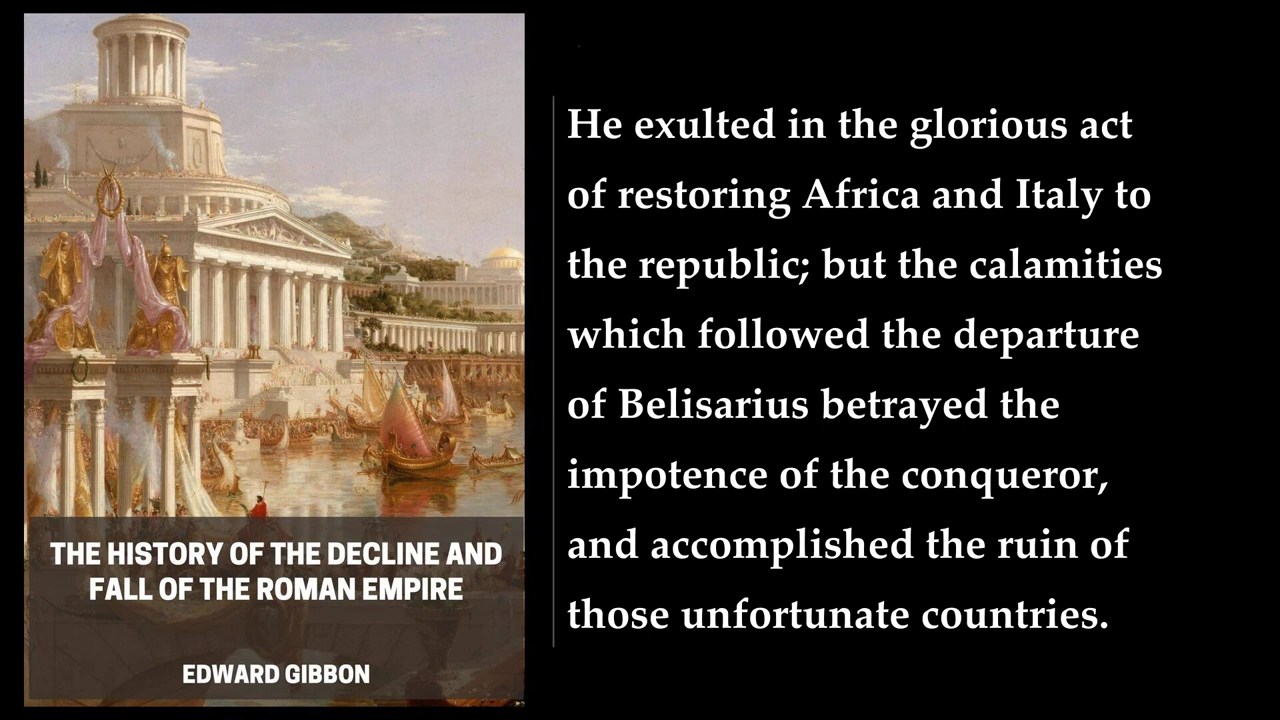 THE HISTORY OF THE DECLINE AND
FALL OF THE ROMAN EMPIRE
EDWARD GIBBON
He exulted in the glorious act
of restoring Africa and Italy to
the republic; but the calamities
which followed the departure
of Belisarius betrayed the
impotence of the conqueror,
and accomplished the ruin of
those unfortunate countries.